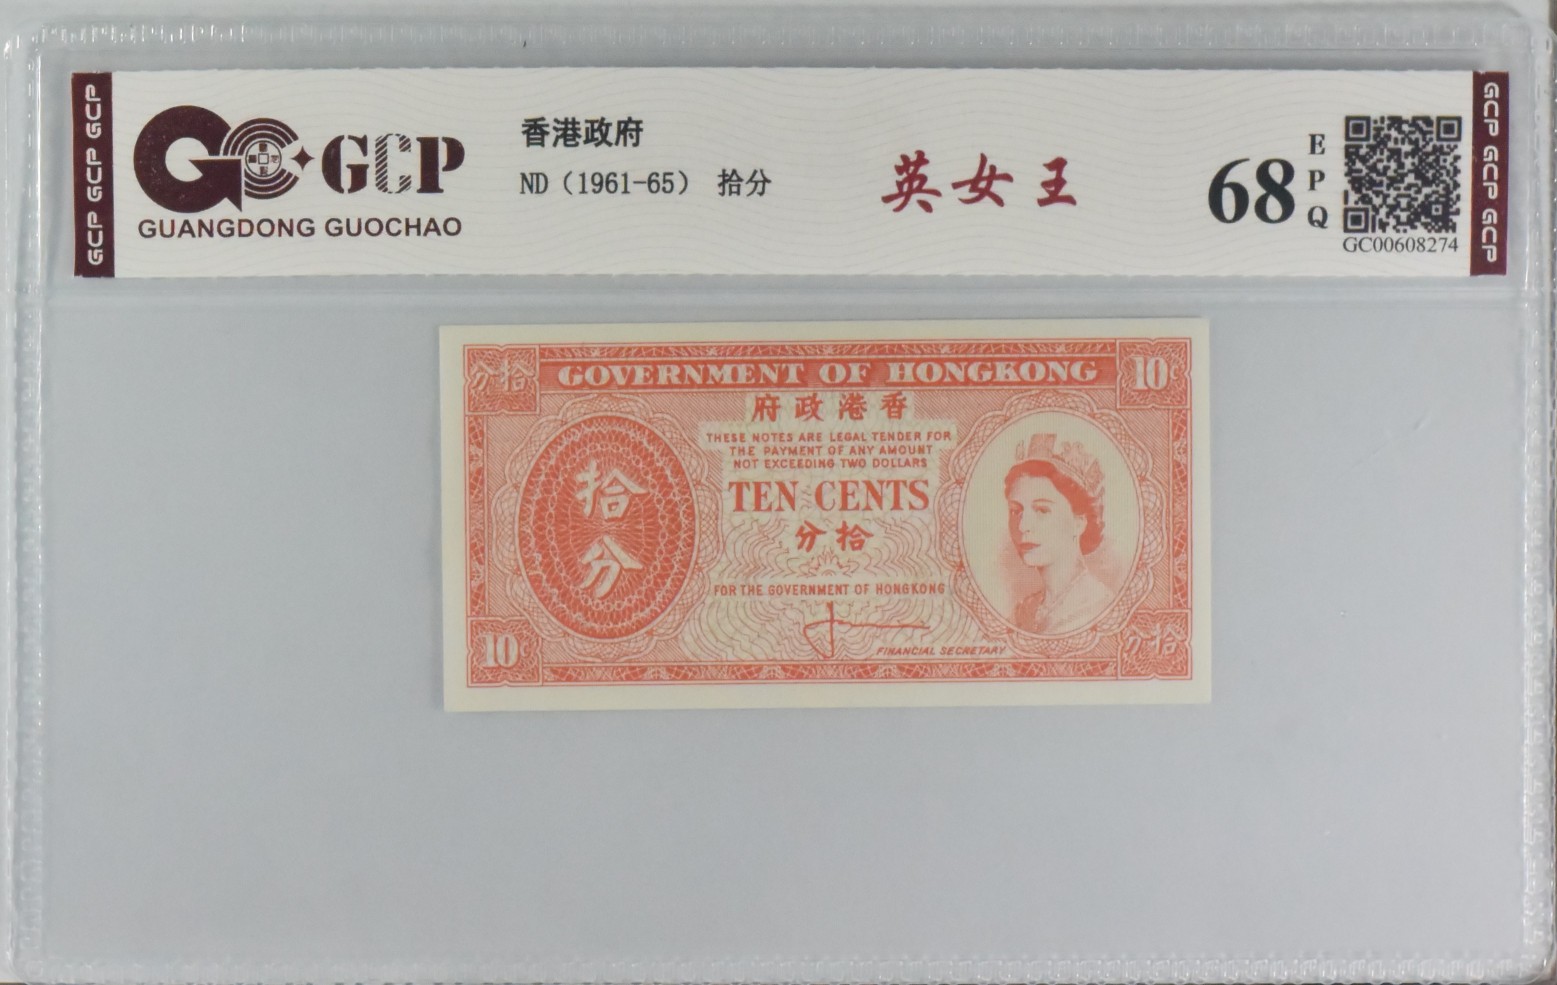 GCP GCP GCP
GCP
GUANGDONG GUOCHAO
香港政府
ND（1961-65） 拾分
英女王
68
EPQ
GC00608274
GCP GCP GCP
分拾
GOVERNMENT OF HONGKONG
10¢
府政港香
THESE NOTES ARE LEGAL TENDER FOR
THE PAYMENT OF ANY AMOUNT
NOT EXCEEDING TWO DOLLARS
拾分
TEN CENTS
分拾
FOR THE GOVERNMENT OF HONGKONG
FINANCIAL SECRETARY
10¢
分拾